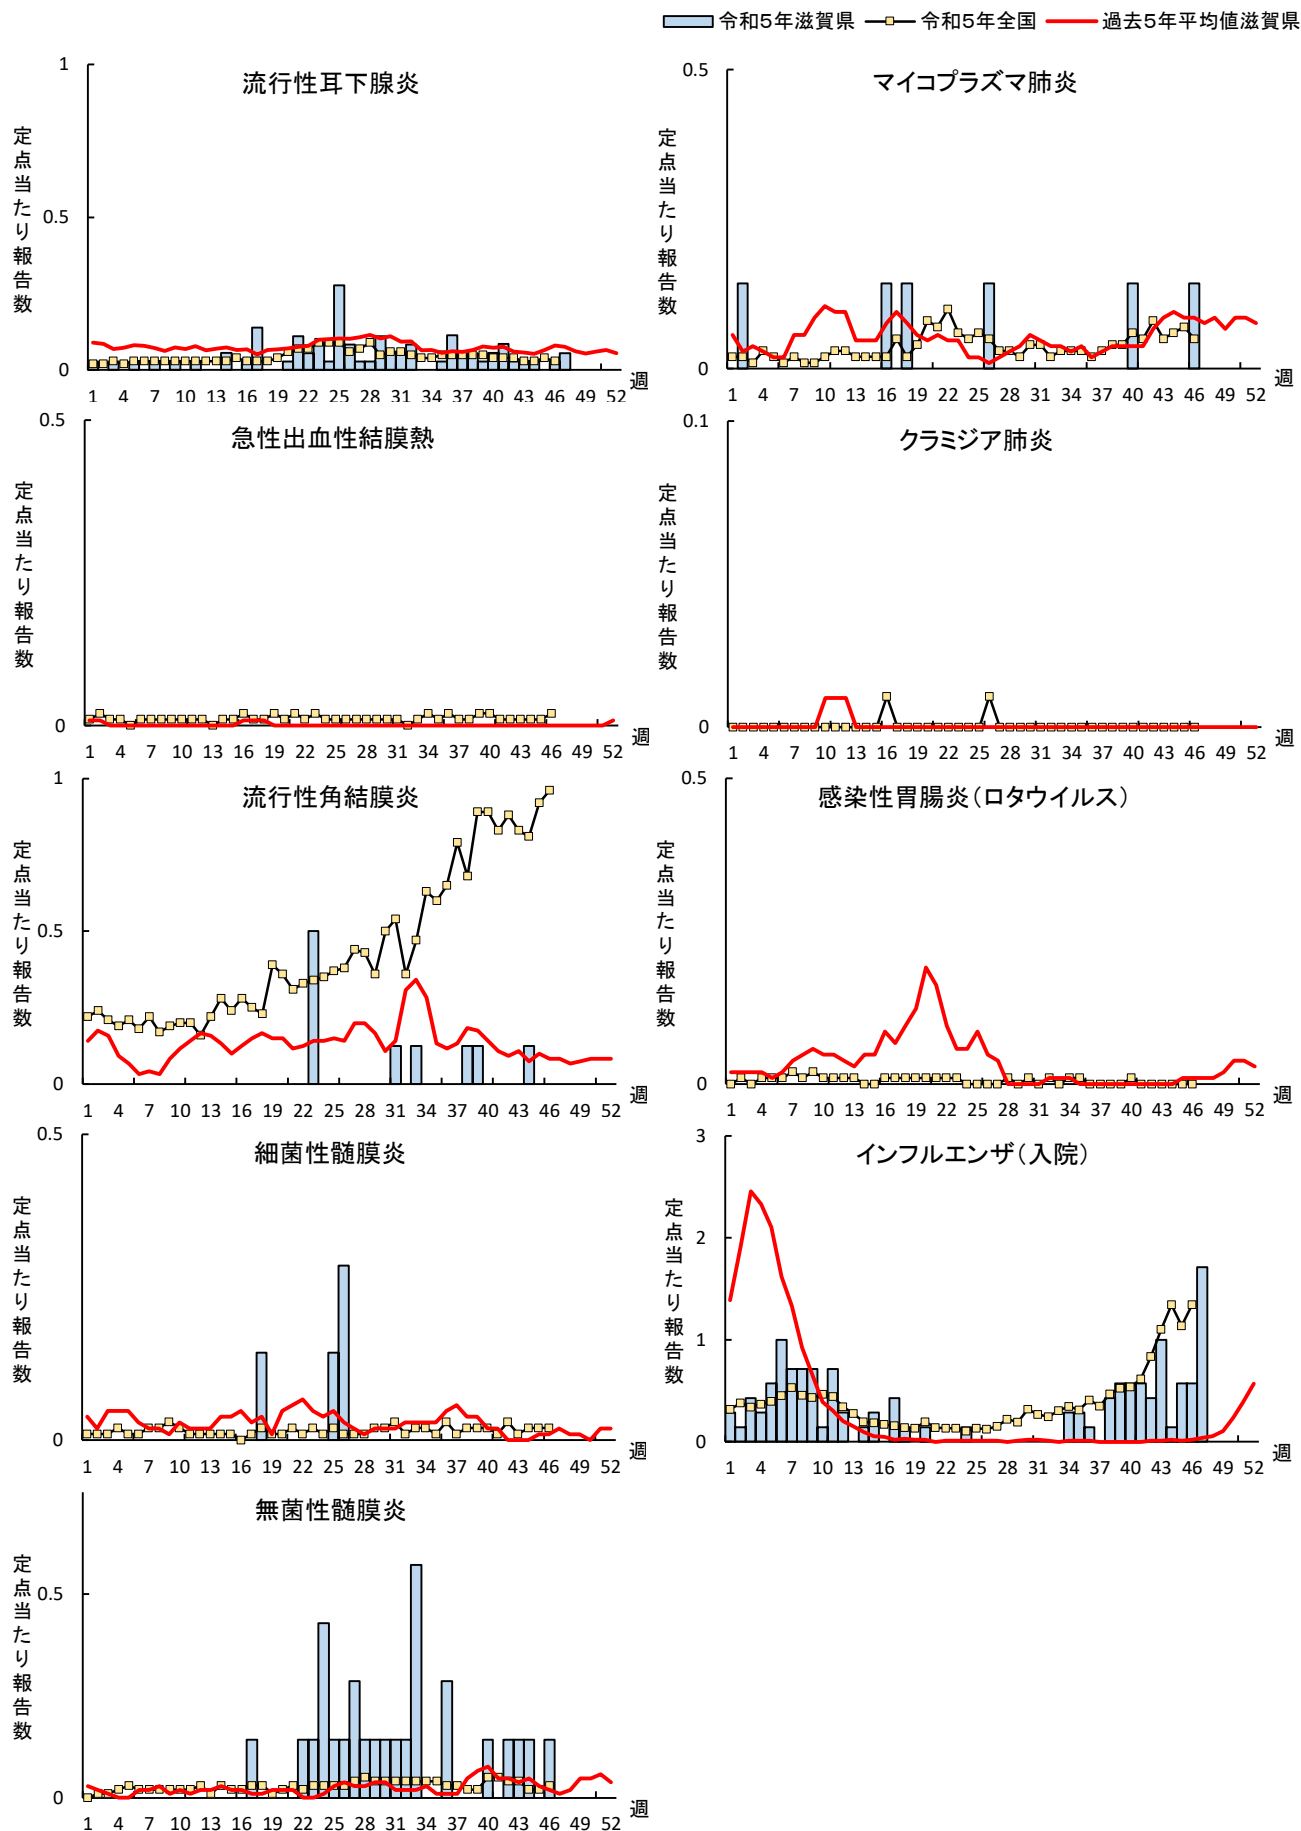 令和5年滋賀県 令和5年全国 過去5年平均値滋賀県
流行性耳下腺炎
定点当たり報告数
1
0.5
0
1 4 7 10 13 16 19 22 25 28 31 34 37 40 43 46 49 52 週
マイコプラズマ肺炎
定点当たり報告数
0.5
0
1 4 7 10 13 16 19 22 25 28 31 34 37 40 43 46 49 52 週
急性出血性結膜熱
定点当たり報告数
0.5
0
1 4 7 10 13 16 19 22 25 28 31 34 37 40 43 46 49 52 週
クラミジア肺炎
定点当たり報告数
0.1
0
1 4 7 10 13 16 19 22 25 28 31 34 37 40 43 46 49 52 週
流行性角結膜炎
定点当たり報告数
1
0.5
0
1 4 7 10 13 16 19 22 25 28 31 34 37 40 43 46 49 52 週
感染性胃腸炎(ロタウイルス)
定点当たり報告数
0.5
0
1 4 7 10 13 16 19 22 25 28 31 34 37 40 43 46 49 52 週
細菌性髄膜炎
定点当たり報告数
0.5
0
1 4 7 10 13 16 19 22 25 28 31 34 37 40 43 46 49 52 週
インフルエンザ(入院)
定点当たり報告数
3
2
1
0
1 4 7 10 13 16 19 22 25 28 31 34 37 40 43 46 49 52 週
無菌性髄膜炎
定点当たり報告数
0.5
0
1 4 7 10 13 16 19 22 25 28 31 34 37 40 43 46 49 52 週